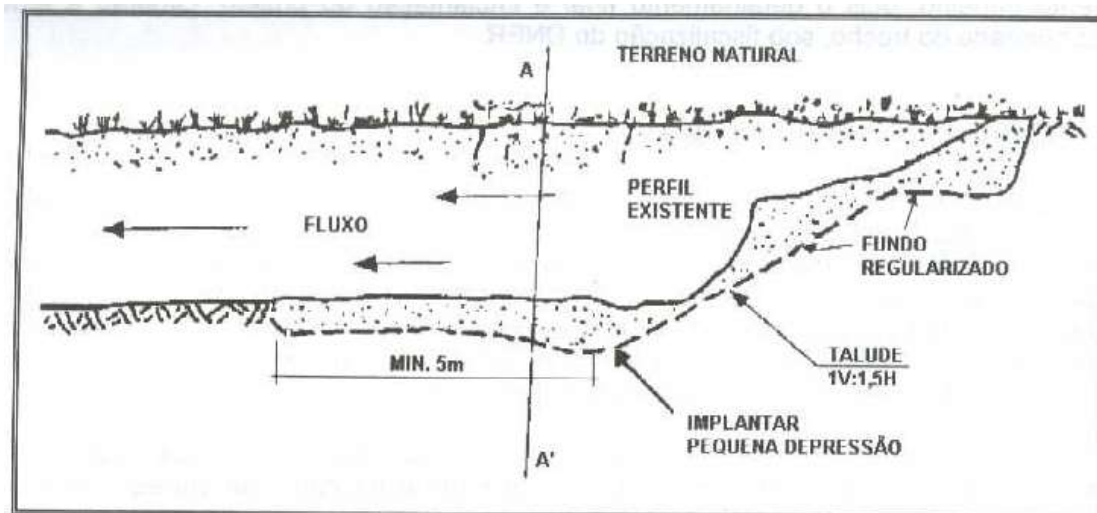 A
TERRENO NATURAL
PERFIL
EXISTENTE
FLUXO
FUNDO
REGULARIZADO
MIN. 5m
TALUDE
1V:1,5H
IMPLANTAR
PEQUENA DEPRESSÃO
A'